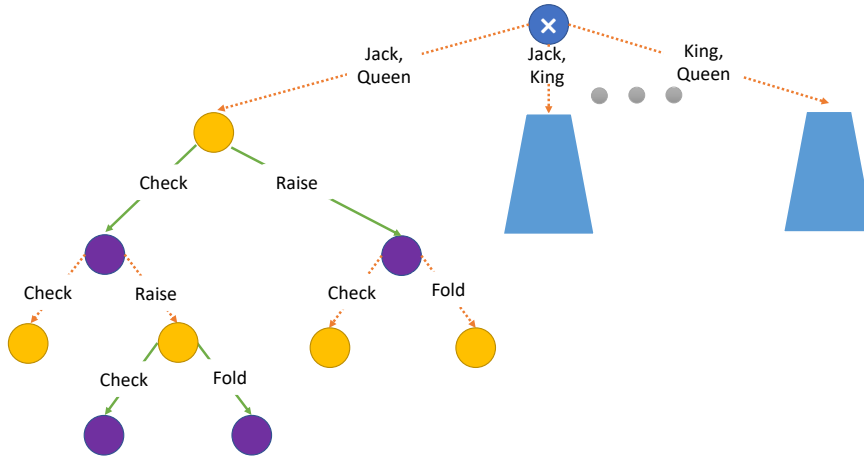 Jack,
Queen
Jack,
King
King,
Queen
Check
Raise
Check
Raise
Check
Fold
Check
Fold